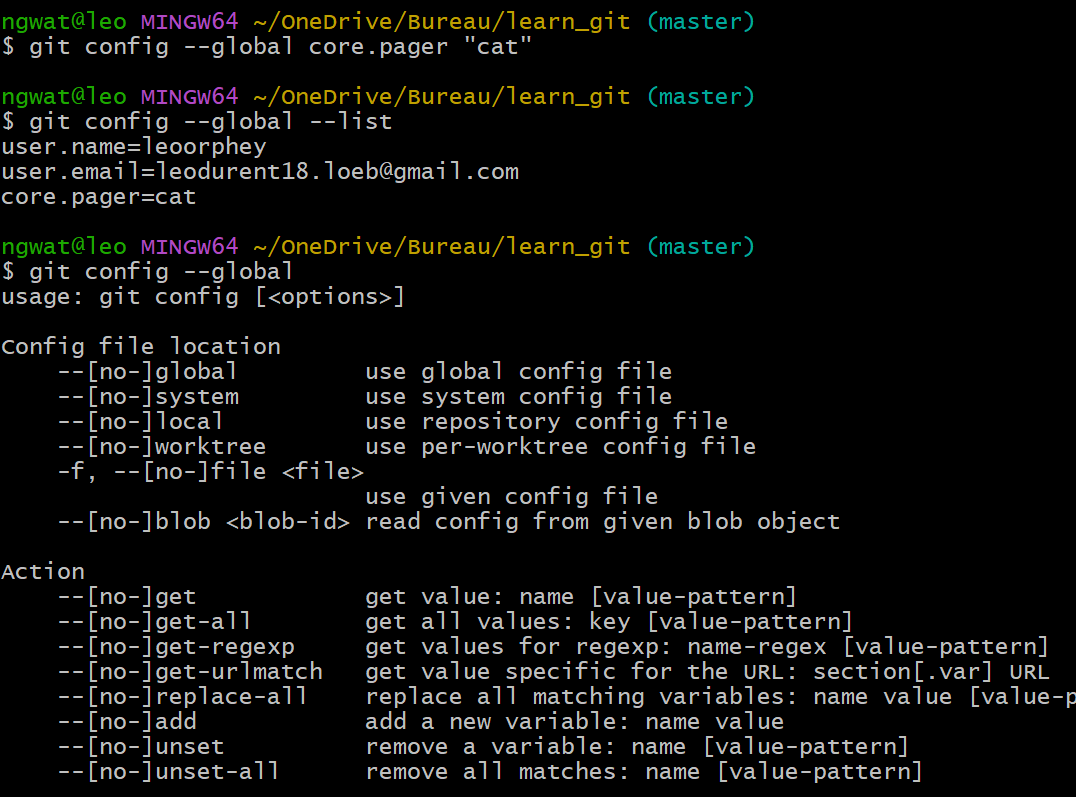 ngwat@leo MINGW64 ~/OneDrive/Bureau/learn_git (master)
$ git config --global core.pager "cat"
ngwat@leo MINGW64 ~/OneDrive/Bureau/learn_git (master)
$ git config --global --list
user.name=leoorphey
user.email=leodurent18.loeb@gmail.com
core.pager=cat
ngwat@leo MINGW64 ~/OneDrive/Bureau/learn_git (master)
$ git config --global
usage: git config [<options>]
Config file location
    --[no-]global         use global config file
    --[no-]system         use system config file
    --[no-]local          use repository config file
    --[no-]worktree       use per-worktree config file
    -f, --[no-]file <file>
                          use given config file
    --[no-]blob <blob-id> read config from given blob object
Action
    --[no-]get            get value: name [value-pattern]
    --[no-]get-all        get all values: key [value-pattern]
    --[no-]get-regexp     get values for regexp: name-regex [value-pattern]
    --[no-]get-urlmatch   get value specific for the URL: section[.var] URL
    --[no-]replace-all    replace all matching variables: name value [value-p
    --[no-]add            add a new variable: name value
    --[no-]unset          remove a variable: name [value-pattern]
    --[no-]unset-all      remove all matches: name [value-pattern]